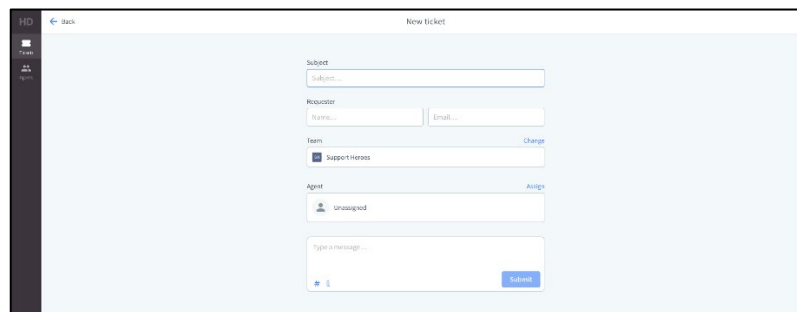 HD
Back
New ticket
Tickets
Agents
Subject
Subject...
Requester
Name...
Email...
Team
Change
Support Heroes
Agent
Assign
Unassigned
Type a message...
#
Submit